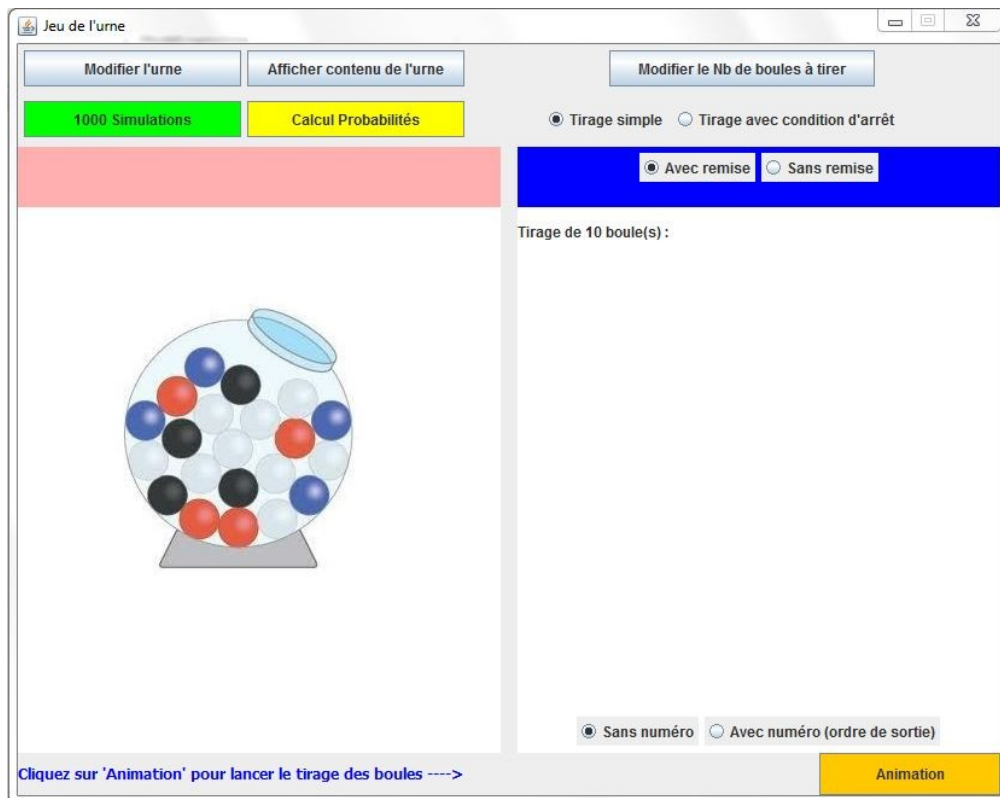 Jeu de l'urne
Modifier l'urne
Afficher contenu de l'urne
Modifier le Nb de boules à tirer
1000 Simulations
Calcul Probabilités
Tirage simple
Tirage avec condition d'arrêt
Avec remise
Sans remise
Tirage de 10 boule(s) :
Sans numéro
Avec numéro (ordre de sortie)
Cliquez sur 'Animation' pour lancer le tirage des boules ---->
Animation